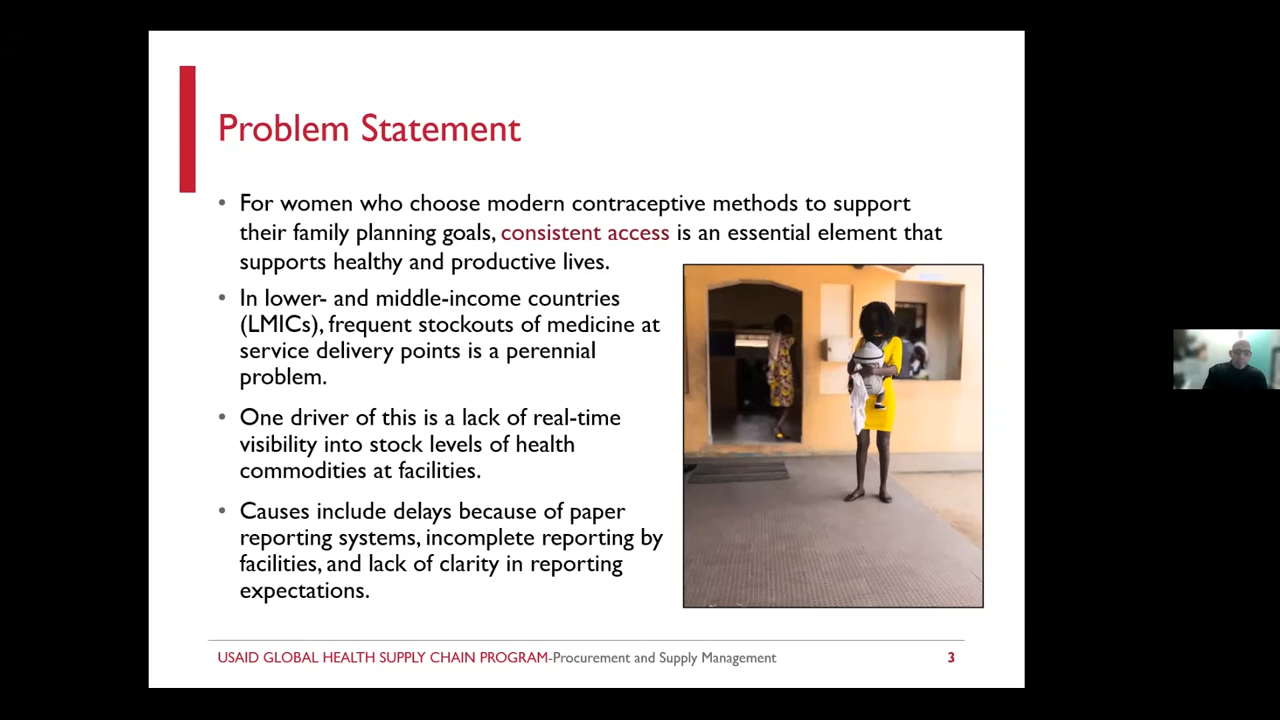 Problem Statement
• For women who choose modern contraceptive methods to support
their family planning goals, consistent access is an essential element that
supports healthy and productive lives.
• In lower- and middle-income countries
(LMICs), frequent stockouts of medicine at
service delivery points is a perennial
problem.
• One driver of this is a lack of real-time
visibility into stock levels of health
commodities at facilities.
• Causes include delays because of paper
reporting systems, incomplete reporting by
facilities, and lack of clarity in reporting
expectations.
USAID GLOBAL HEALTH SUPPLY CHAIN PROGRAM-Procurement and Supply Management 3